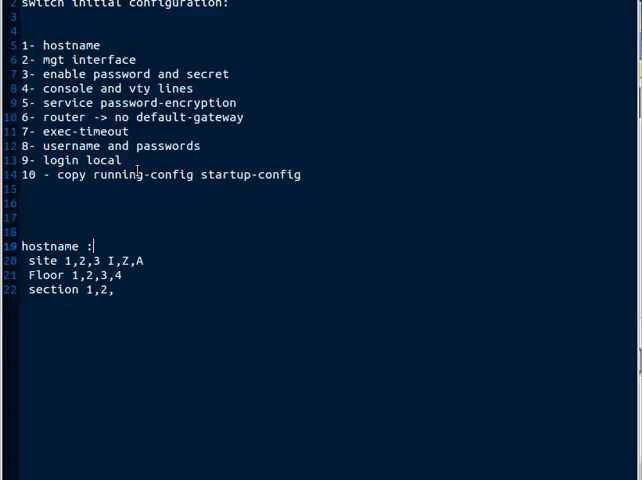 2 switch initial configuration:
3
4
5 1- hostname
6 2- mgt interface
7 3- enable password and secret
8 4- console and vty lines
9 5- service password-encryption
10 6- router -> no default-gateway
11 7- exec-timeout
12 8- username and passwords
13 9- login local
14 10 - copy running-config startup-config
15
16
17
18
19 hostname :
20 site 1,2,3 I,Z,A
21 Floor 1,2,3,4
22 section 1,2,